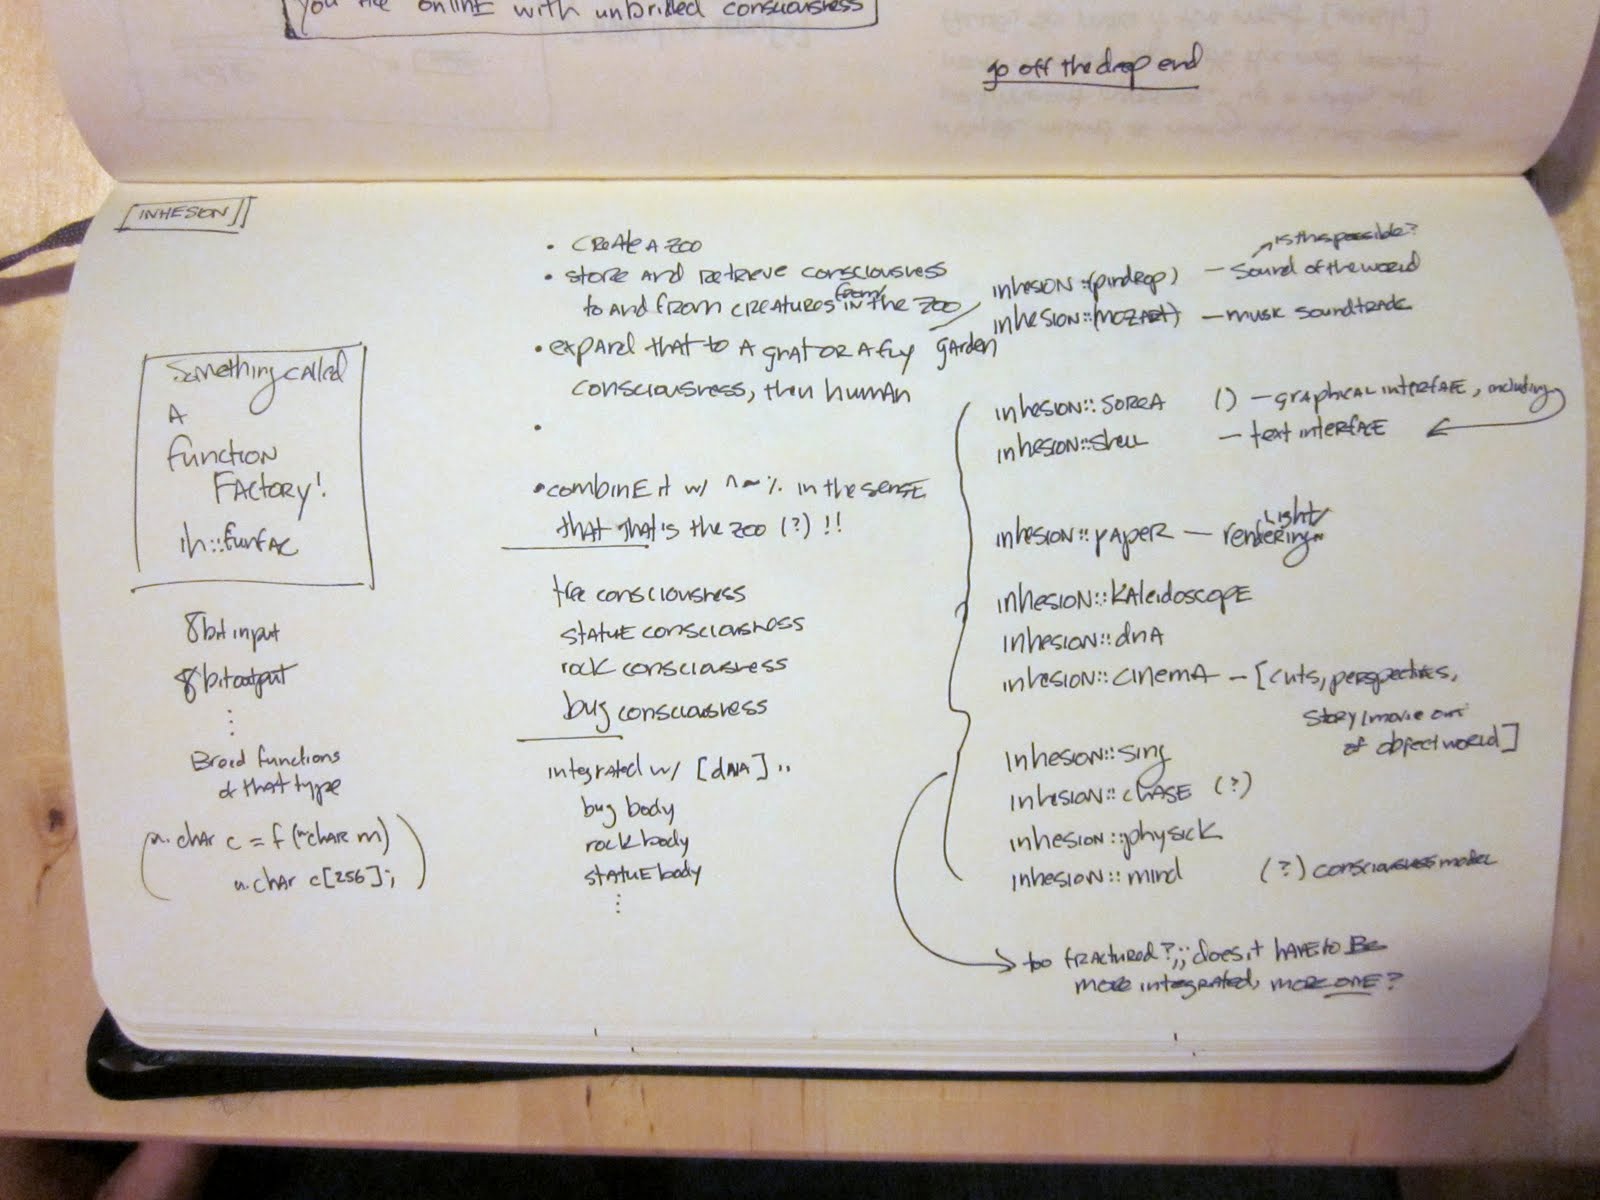 you are online with unbridled consciousness
go off the drop end
[INHESION]]
Something called
A
function
FACTORY!
ih::funfac
8 bit input
8 bit output
⋮
Broad functions
of that type
(u. char c = f (u char m)
u. char c[256];)
• CREATE A ZOO
• store and retrieve consciousness
to and from creatures from in the zoo/
garden
• expand that to a gnat or a fly
consciousness, then human
•
• combine it w/ ^ ~ % in the sense
that that's the zoo (?) !!
tree consciousness
statue consciousness
rock consciousness
bug consciousness
integrated w/ [dna] ..
bug body
rock body
statue body
⋮
is this possible?
inhesion::(pindrop) — sound of the world
inhesion::(mozart) — music soundtrack
inhesion:: () — graphical interface, including
inhesion::shell — text interface
inhesion::paper — light/
rendering
inhesion::kaleidoscope
inhesion::dna
inhesion::cinema — [cuts, perspectives,
story/movie out
of object world]
inhesion::sing
inhesion::chase (?)
inhesion::physick
inhesion::mind (?) consciousness model
too fractured?;; does it have to be
more integrated, more one?